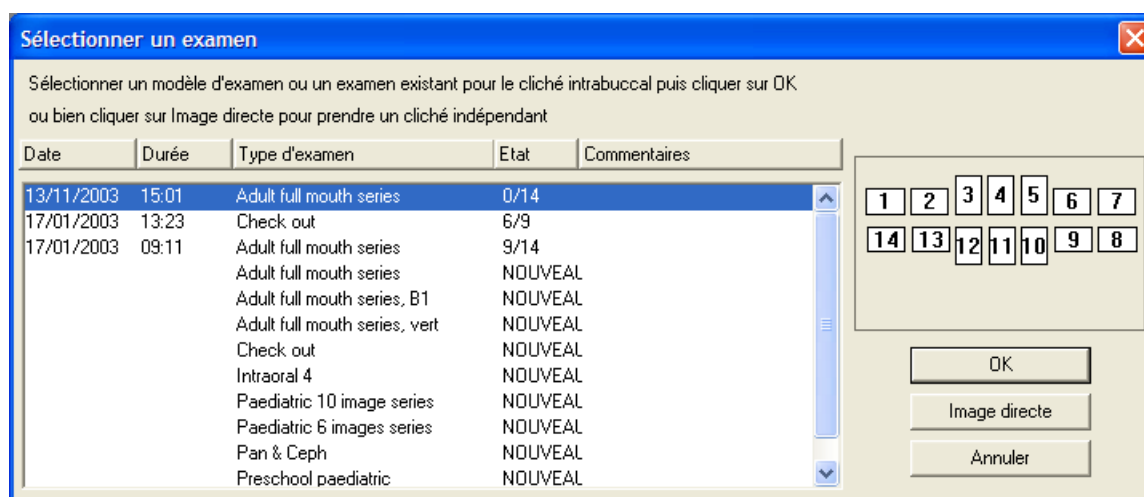 Sélectionner un examen
Sélectionner un modèle d'examen ou un examen existant pour le cliché intrabuccal puis cliquer sur OK
ou bien cliquer sur Image directe pour prendre un cliché indépendant
Date Durée Type d'examen Etat Commentaires
13/11/2003 15:01 Adult full mouth series 0/14
17/01/2003 13:23 Check out 6/9
17/01/2003 09:11 Adult full mouth series 9/14
Adult full mouth series NOUVEAU
Adult full mouth series, B1 NOUVEAU
Adult full mouth series, vert NOUVEAU
Check out NOUVEAU
Intraoral 4 NOUVEAU
Paediatric 10 image series NOUVEAU
Paediatric 6 images series NOUVEAU
Pan & Ceph NOUVEAU
Preschool paediatric NOUVEAU
1 2 3 4 5 6 7
14 13 12 11 10 9 8
OK
Image directe
Annuler